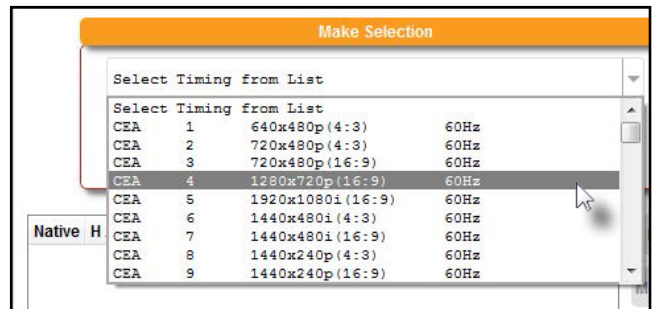 Make Selection
Select Timing from List
Select Timing from List
CEA 1 640x480p(4:3) 60Hz
CEA 2 720x480p(4:3) 60Hz
CEA 3 720x480p(16:9) 60Hz
CEA 4 1280x720p(16:9) 60Hz
CEA 5 1920x1080i(16:9) 60Hz
CEA 6 1440x480i(4:3) 60Hz
CEA 7 1440x480i(16:9) 60Hz
CEA 8 1440x240p(4:3) 60Hz
CEA 9 1440x240p(16:9) 60Hz
Native H